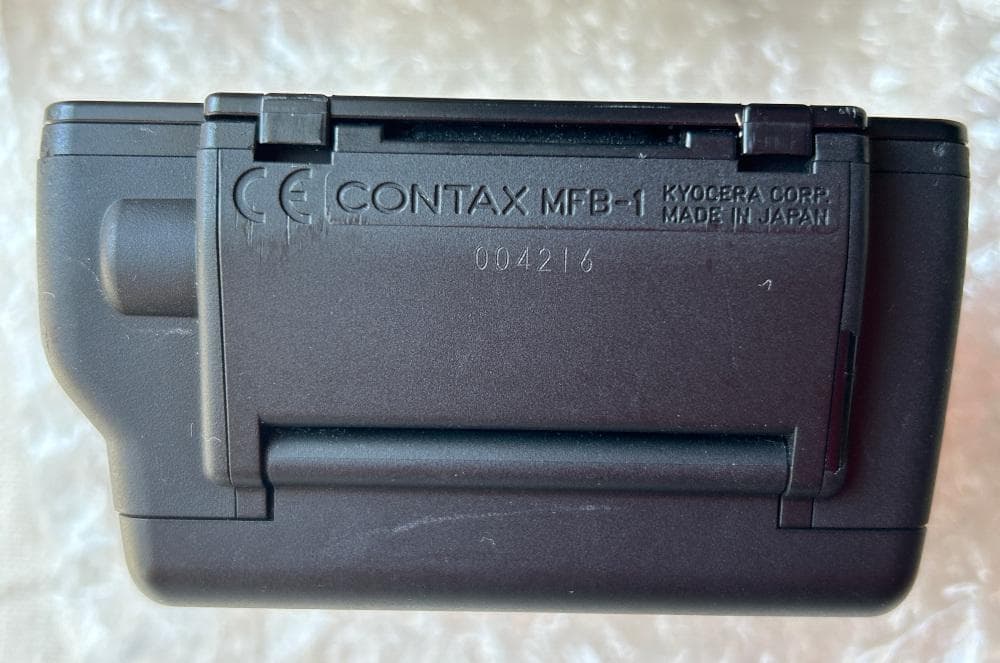 CE CONTAX MFB-1 KYOCERA CORP.
MADE IN JAPAN
004216